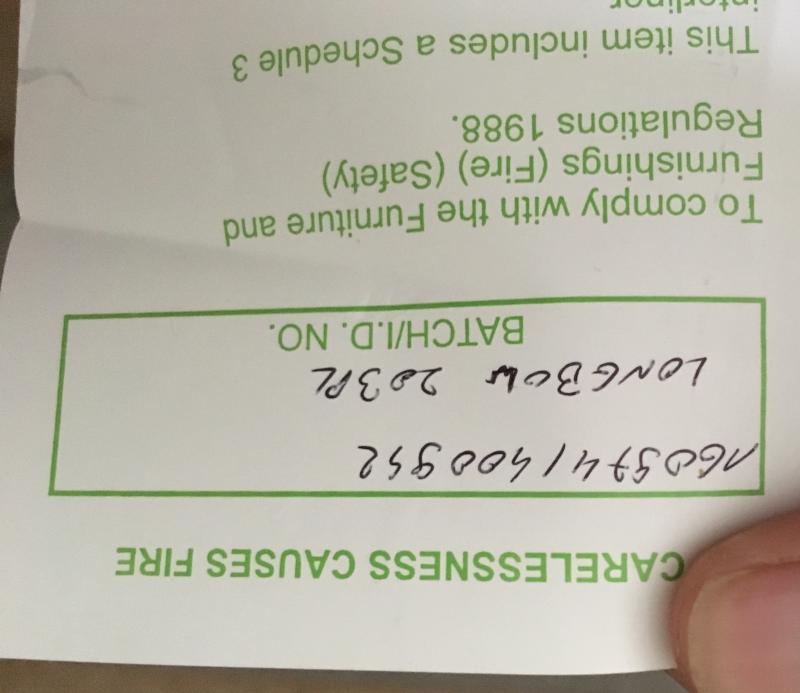 CARELESSNESS CAUSES FIRE
LONGBOW 203PL
BATCH/I.D. NO.
To comply with the Furniture and
Furnishings (Fire) (Safety)
Regulations 1988.
This item includes a Schedule 3
interliner